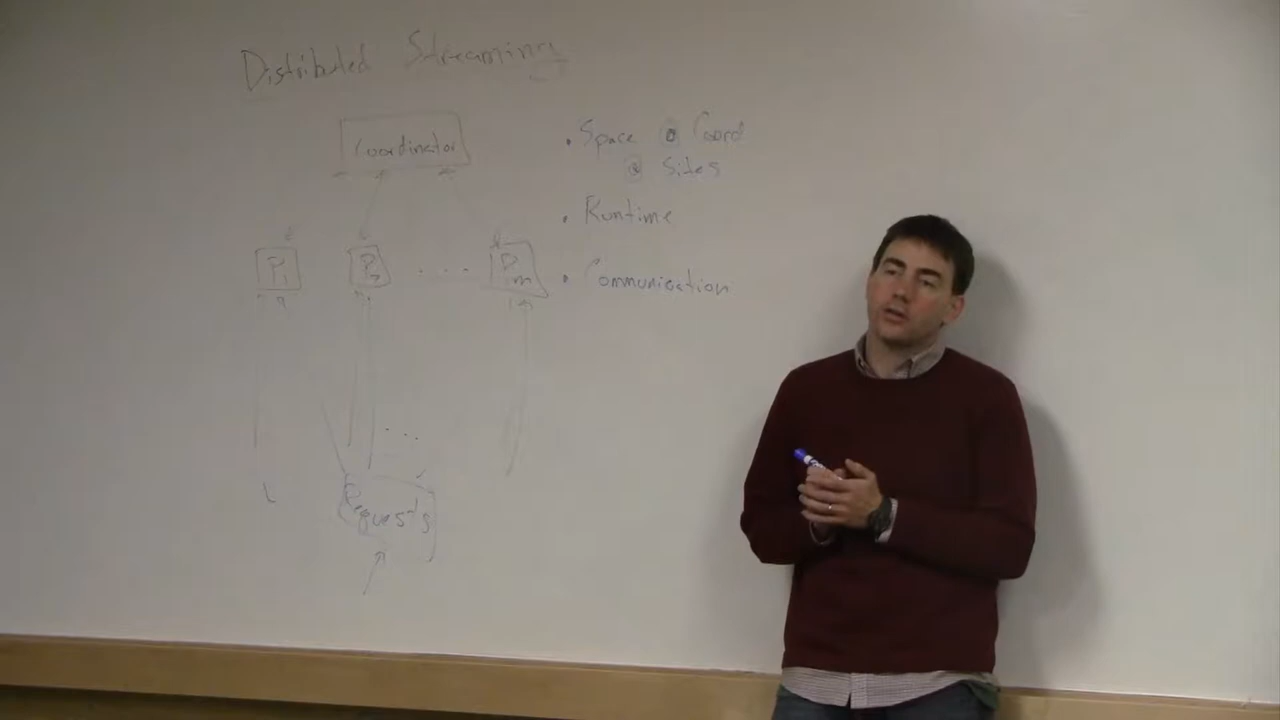 Distributed Streaming
Coordinator
• Space @ Coord
@ Sites
• Runtime
P1 P2 .... Pm
• Communication
...
Requests